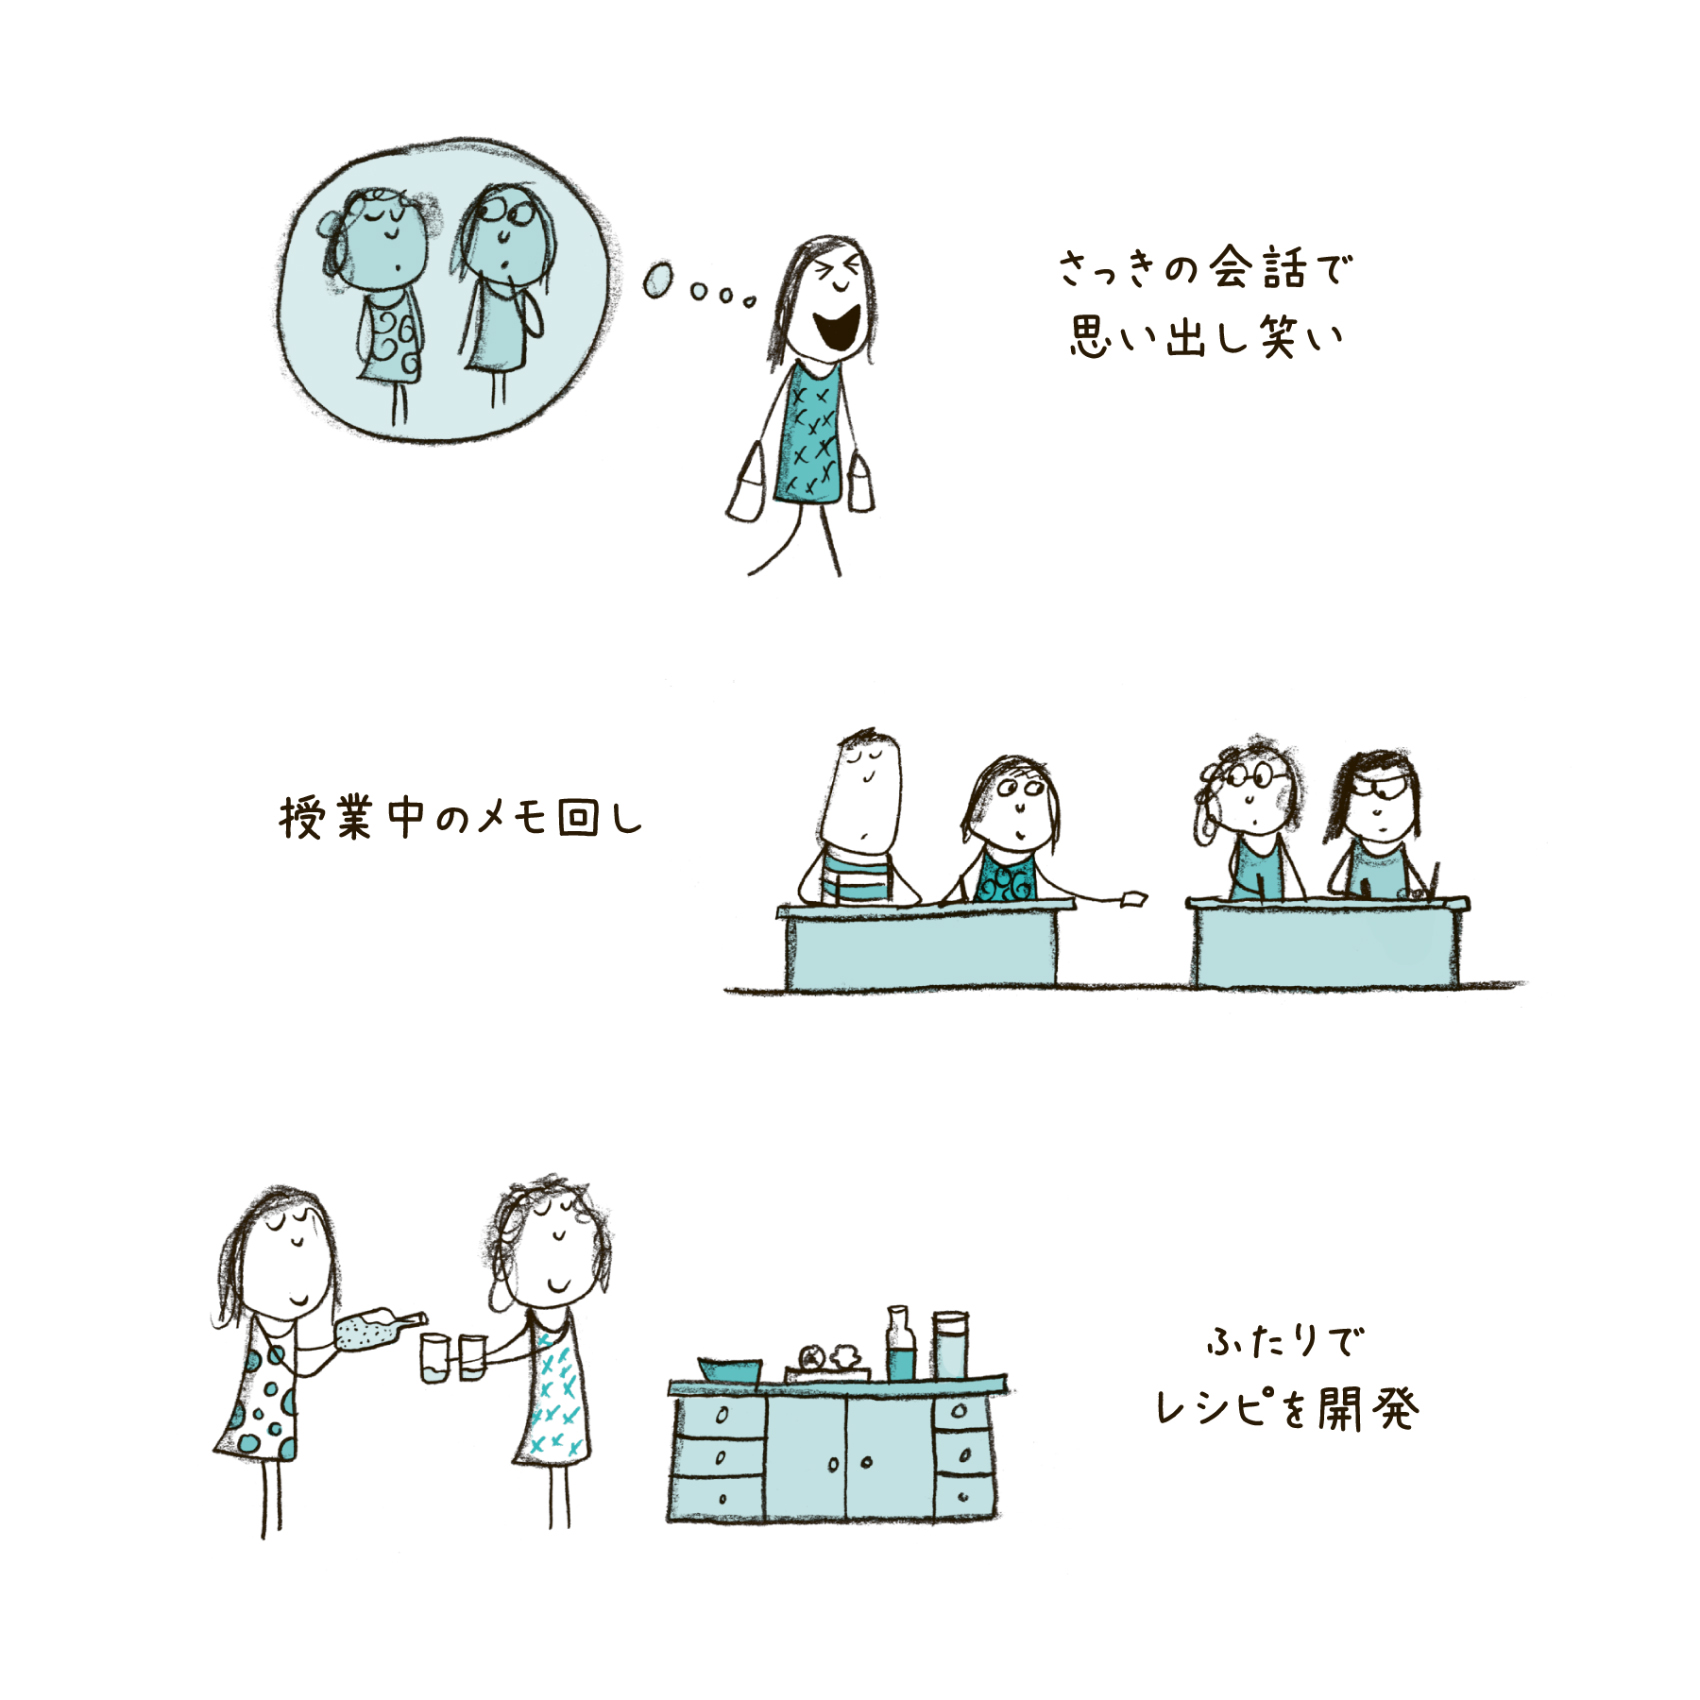 さっきの会話で
思い出し笑い
授業中のメモ回し
ふたりで
レシピを開発